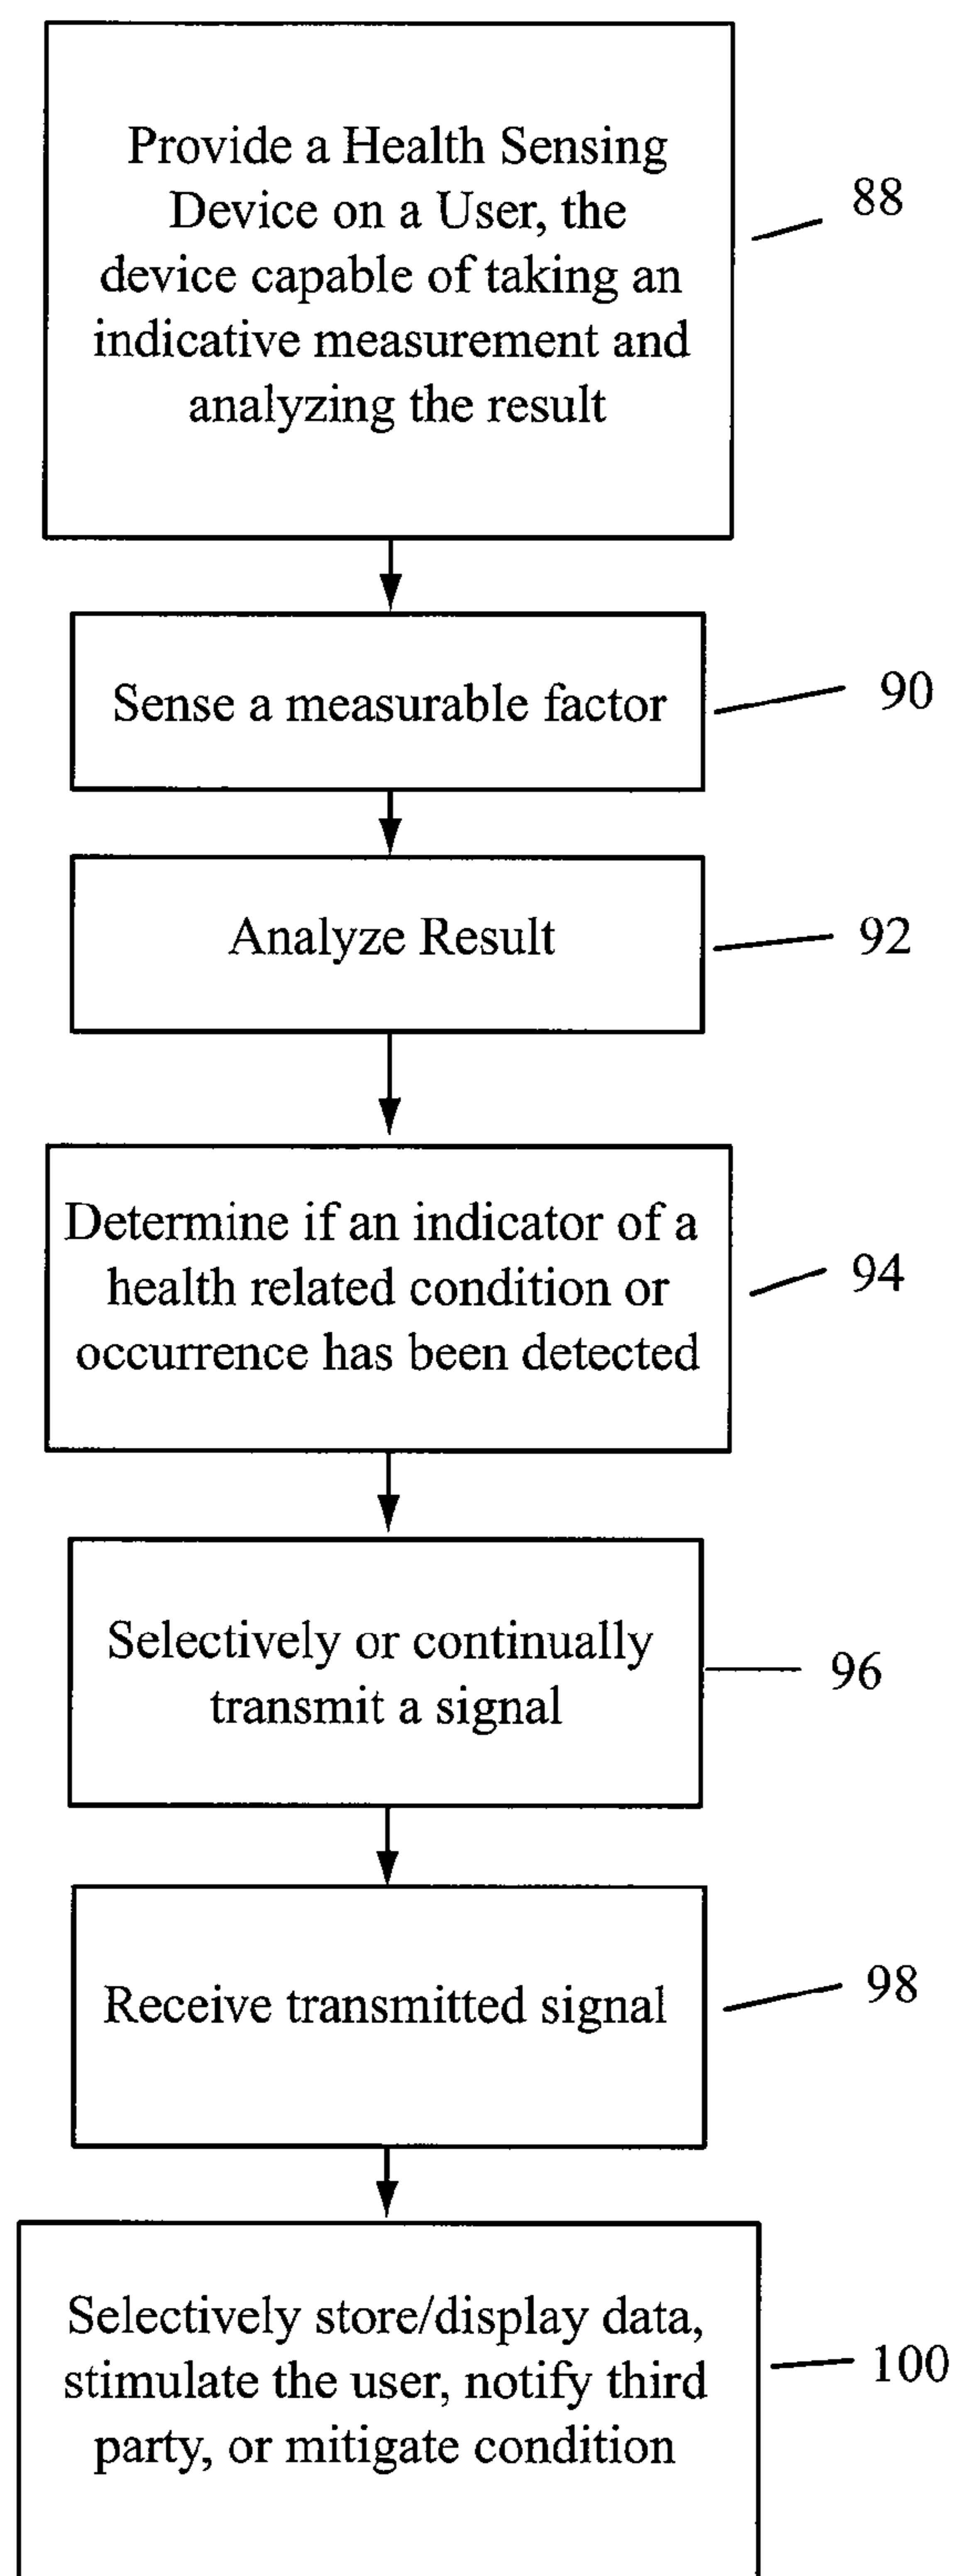 Provide a Health Sensing
Device on a User, the
device capable of taking an
indicative measurement and
analyzing the result
88
Sense a measurable factor
90
Analyze Result
92
Determine if an indicator of a
health related condition or
occurrence has been detected
94
Selectively or continually
transmit a signal
96
Receive transmitted signal
98
Selectively store/display data,
stimulate the user, notify third
party, or mitigate condition
100